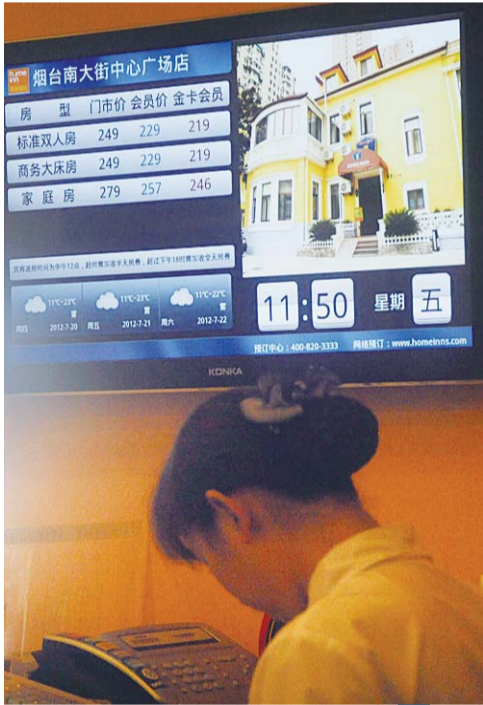 home
inn
烟台南大街中心广场店
房 型 门市价 会员价 金卡会员
标准双人房 249 229 219
商务大床房 249 229 219
家 庭 房 279 257 246
11℃~23℃
11℃~23℃
11℃~22℃
2012-7-20 周五 2012-7-21 周六 2012-7-22
11:50 星期 五
预订中心:400-820-3333 网络预订:www.homeinns.com
KONKA